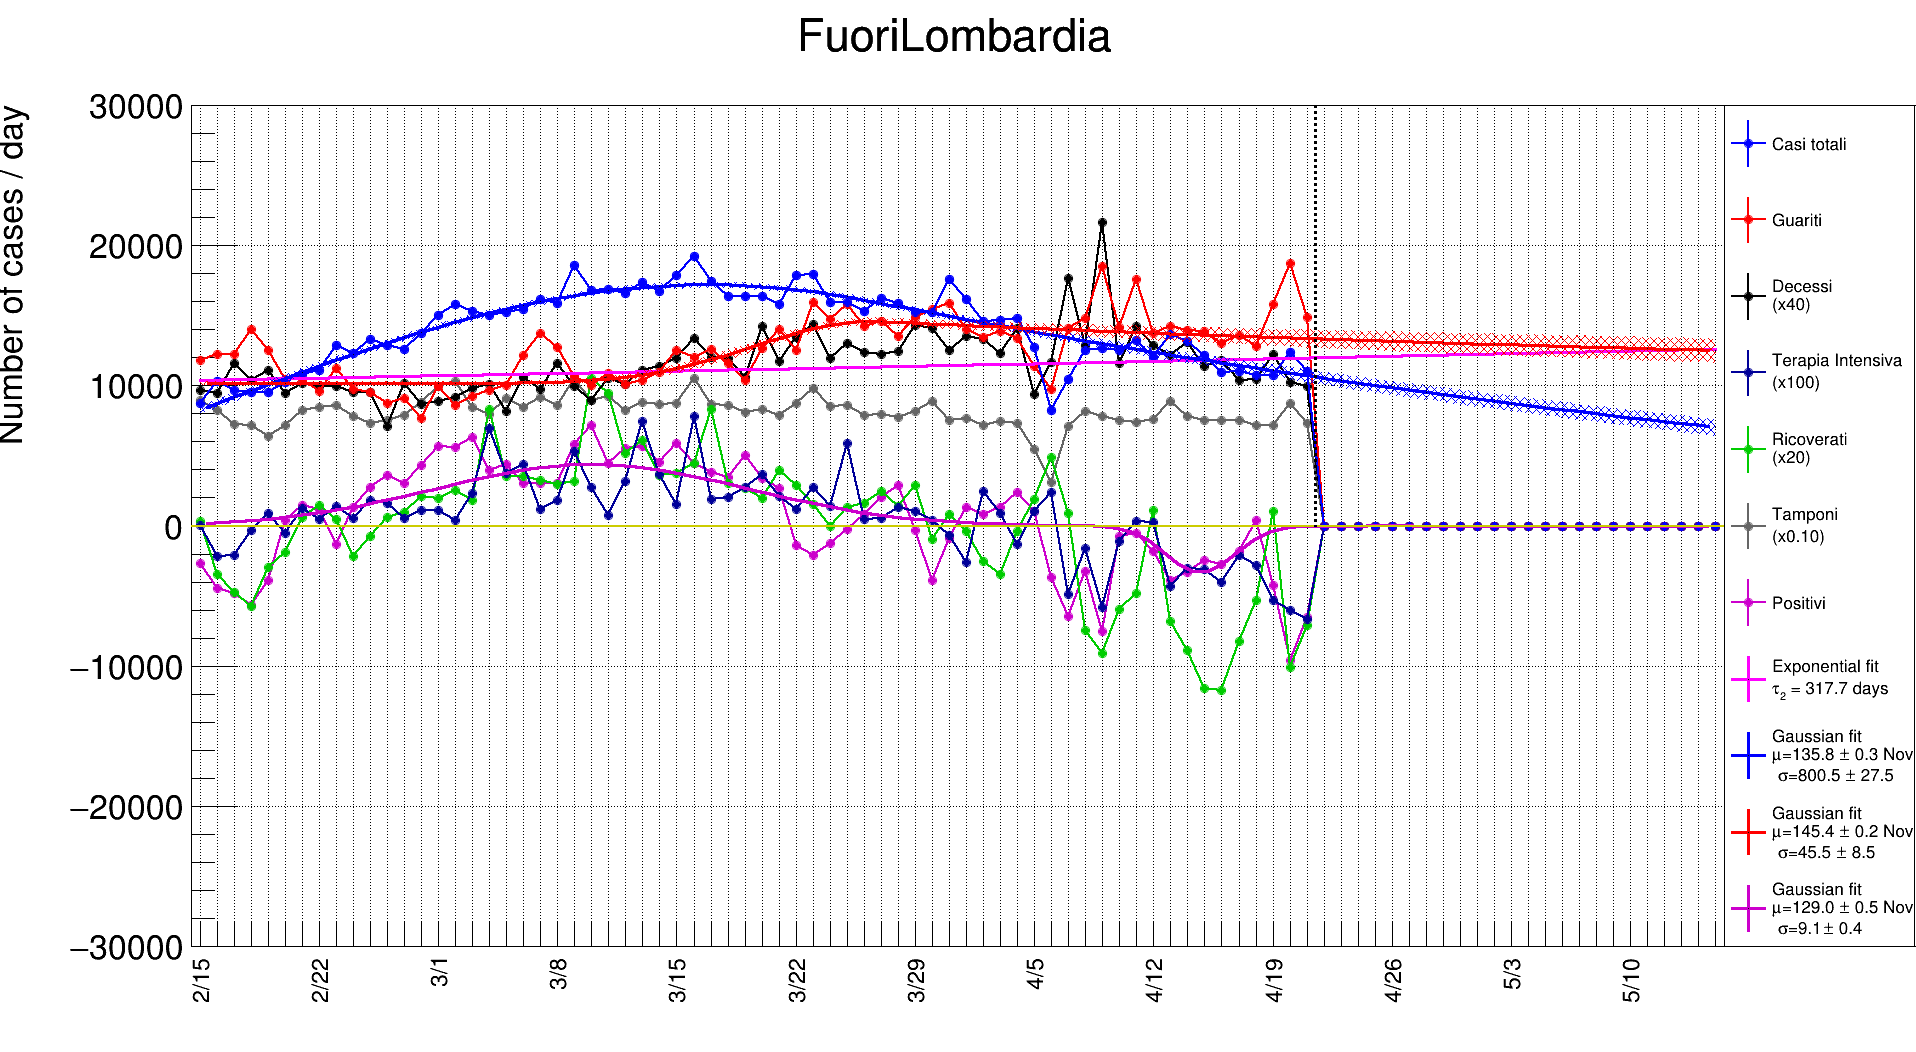 FuoriLombardia
Number of cases / day
30000
20000
10000
0
−10000
−20000
−30000
2/15
2/22
3/1
3/8
3/15
3/22
3/29
4/5
4/12
4/19
4/26
5/3
5/10
Casi totali
Guariti
Decessi
(x40)
Terapia Intensiva
(x100)
Ricoverati
(x20)
Tamponi
(x0.10)
Positivi
Exponential fit
τ2 = 317.7 days
Gaussian fit
μ=135.8 ± 0.3 Nov
σ=800.5 ± 27.5
Gaussian fit
μ=145.4 ± 0.2 Nov
σ=45.5 ± 8.5
Gaussian fit
μ=129.0 ± 0.5 Nov
σ=9.1 ± 0.4